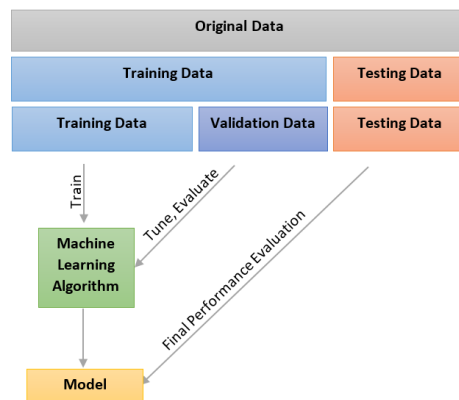 Original Data
Training Data
Testing Data
Training Data
Validation Data
Testing Data
Train
Tune, Evaluate
Final Performance Evaluation
Machine
Learning
Algorithm
Model